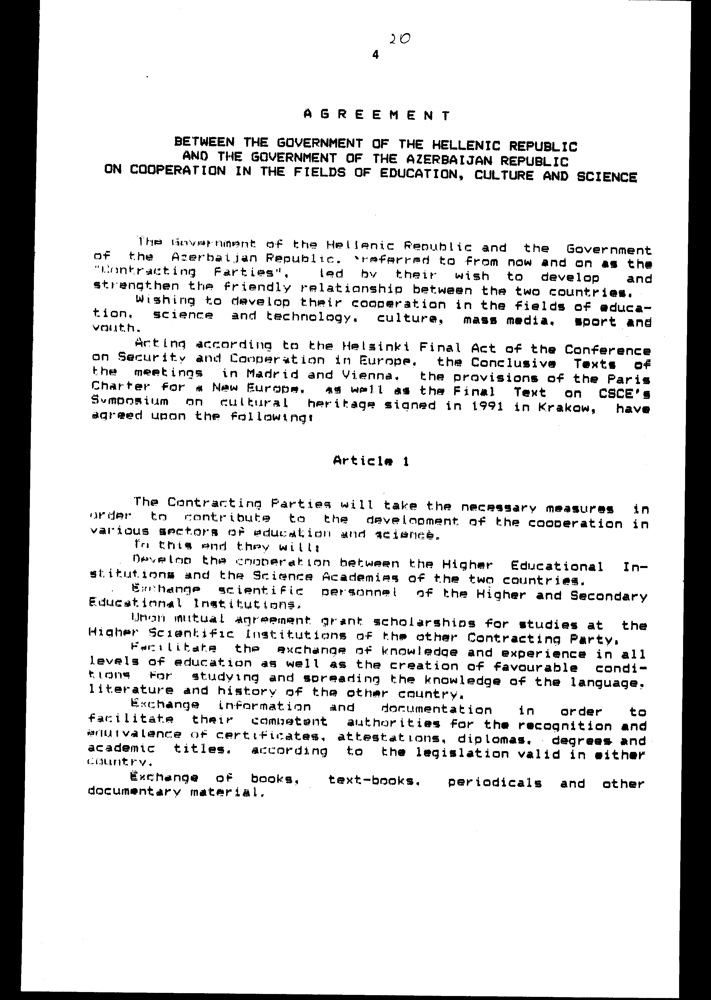 20
4
A G R E E M E N T
BETWEEN THE GOVERNMENT OF THE HELLENIC REPUBLIC
AND THE GOVERNMENT OF THE AZERBAIJAN REPUBLIC
ON COOPERATION IN THE FIELDS OF EDUCATION, CULTURE AND SCIENCE
The Government of the Hellenic Republic and the Government
of the Azerbaijan Republic, referred to from now and on as the
"Contracting Parties", led by their wish to develop and
strengthen the friendly relationship between the two countries.
Wishing to develop their cooperation in the fields of educa-
tion, science and technology, culture, mass media, sport and
youth.
Acting according to the Helsinki Final Act of the Conference
on Security and Cooperation in Europe, the Conclusive Texts of
the meetings in Madrid and Vienna, the provisions of the Paris
Charter for a New Europe, as well as the Final Text on CSCE's
Symposium on cultural heritage signed in 1991 in Krakow, have
agreed upon the following:
Article 1
The Contracting Parties will take the necessary measures in
order to contribute to the development of the cooperation in
various sectors of education and science.
To this end they will:
Develop the cooperation between the Higher Educational In-
stitutions and the Science Academies of the two countries.
Exchange scientific personnel of the Higher and Secondary
Educational Institutions.
Upon mutual agreement grant scholarships for studies at the
Higher Scientific Institutions of the other Contracting Party.
Facilitate the exchange of knowledge and experience in all
levels of education as well as the creation of favourable condi-
tions for studying and spreading the knowledge of the language,
literature and history of the other country.
Exchange information and documentation in order to
facilitate their competent authorities for the recognition and
equivalence of certificates, attestations, diplomas, degrees and
academic titles, according to the legislation valid in either
country.
Exchange of books, text-books, periodicals and other
documentary material.